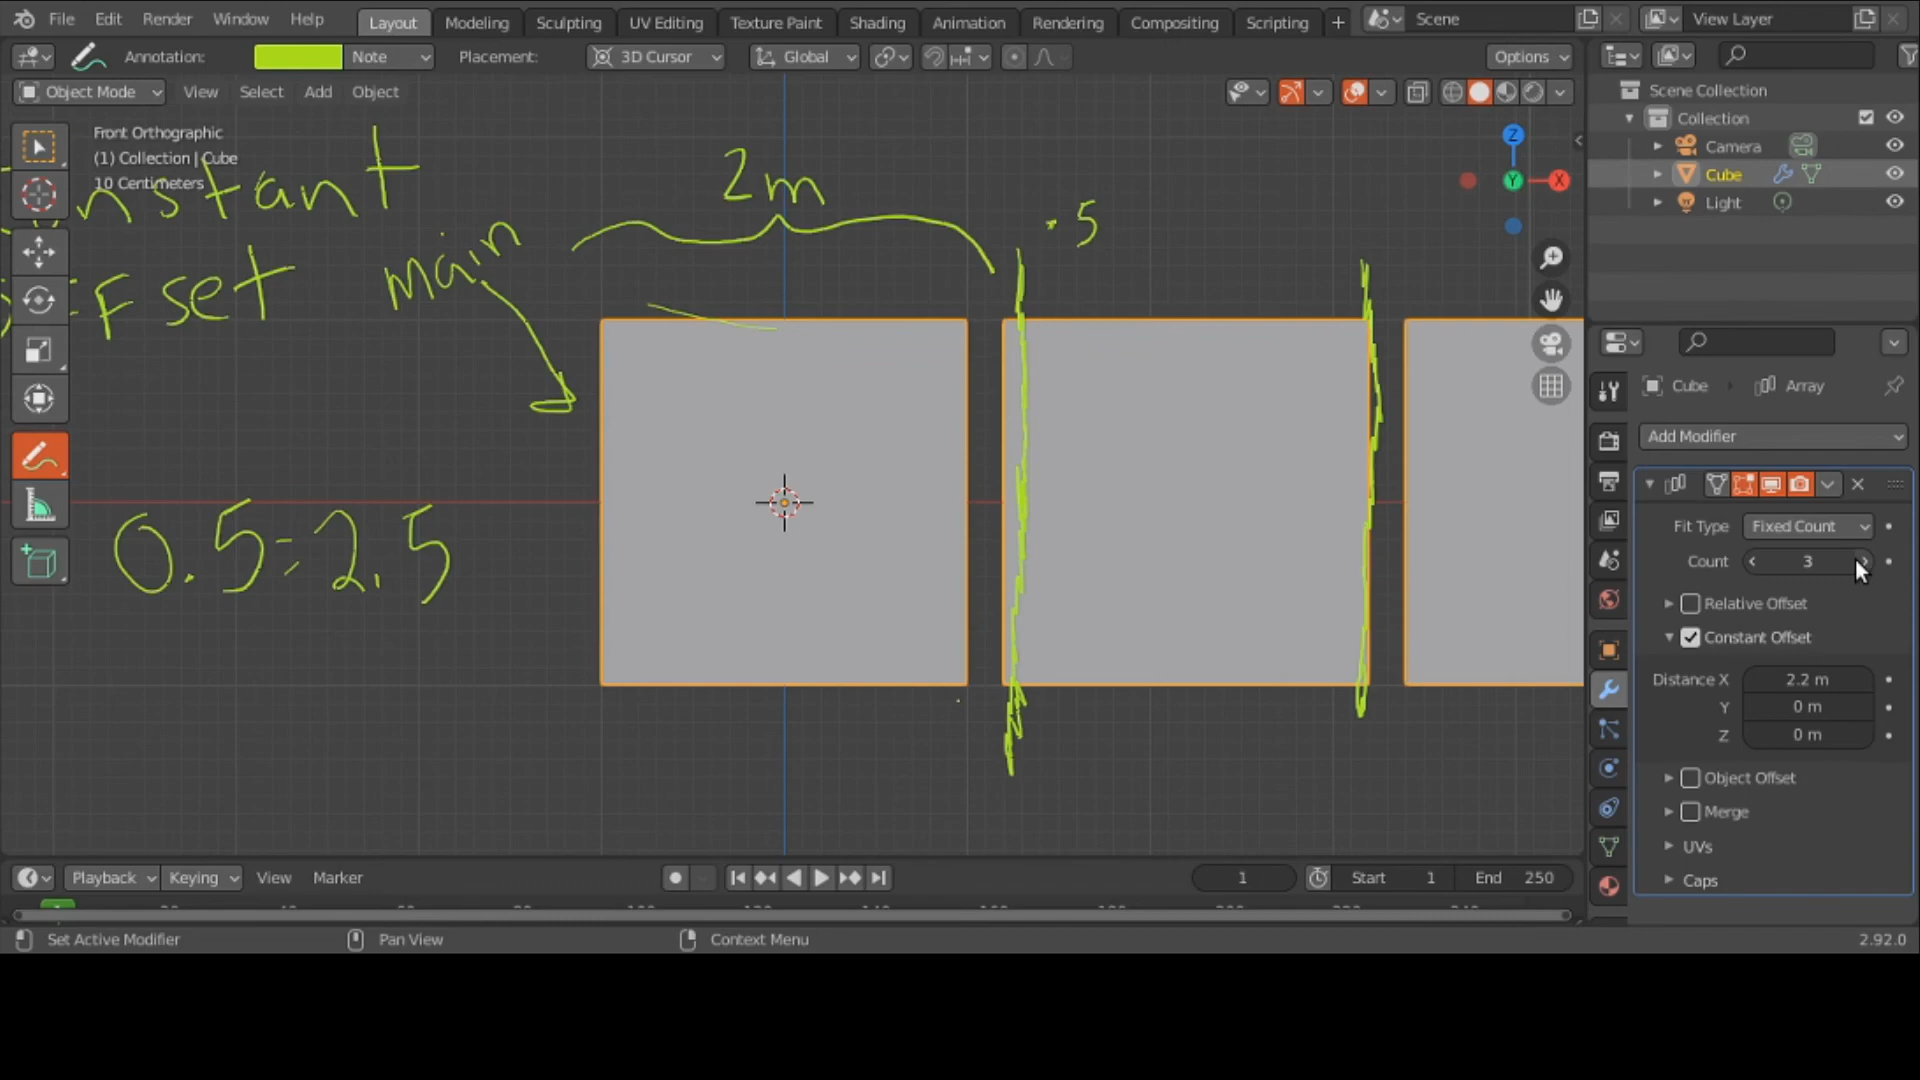 File Edit Render Window Help Layout Modeling Sculpting UV Editing Texture Paint Shading Animation Rendering Compositing Scripting + Scene View Layer
Annotation: Note Placement: 3D Cursor Global Options
Object Mode View Select Add Object
Scene Collection
Collection
Camera
Cube
Light
Front Orthographic
(1) Collection | Cube
10 Centimeters
Z
Y
X
nstant
2m
.5
FFset
main
0.5=2.5
Cube Array
Add Modifier
Fit Type Fixed Count
Count 3
Relative Offset
Constant Offset
Distance X 2.2 m
Y 0 m
Z 0 m
Object Offset
Merge
UVs
Caps
Playback Keying View Marker 1 Start 1 End 250
Set Active Modifier Pan View Context Menu 2.92.0